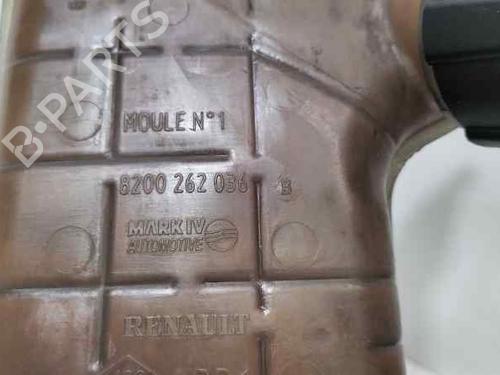 B-PARTS
MOULE N°1
8200 262 036 B
MARK IV
AUTOMOTIVE
RENAULT